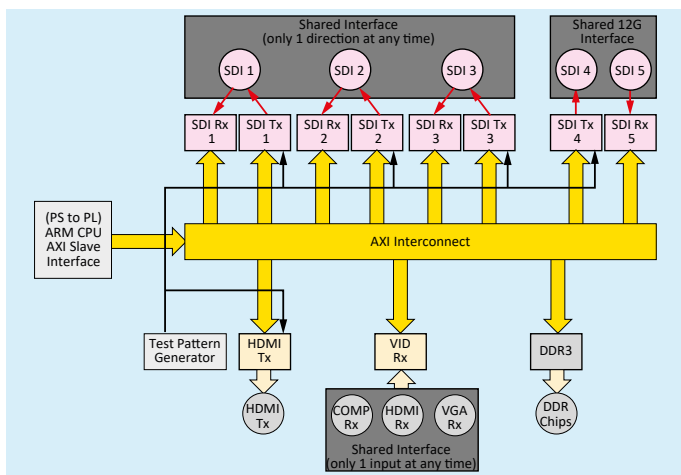 Shared Interface
(only 1 direction at any time)
Shared 12G
Interface
SDI 1
SDI 2
SDI 3
SDI 4
SDI 5
SDI Rx
1
SDI Tx
1
SDI Rx
2
SDI Tx
2
SDI Rx
3
SDI Tx
3
SDI Tx
4
SDI Rx
5
(PS to PL)
ARM CPU
AXI Slave
Interface
AXI Interconnect
Test Pattern
Generator
HDMI
Tx
VID
Rx
DDR3
HDMI
Tx
COMP
Rx
HDMI
Rx
VGA
Rx
DDR
Chips
Shared Interface
(only 1 input at any time)